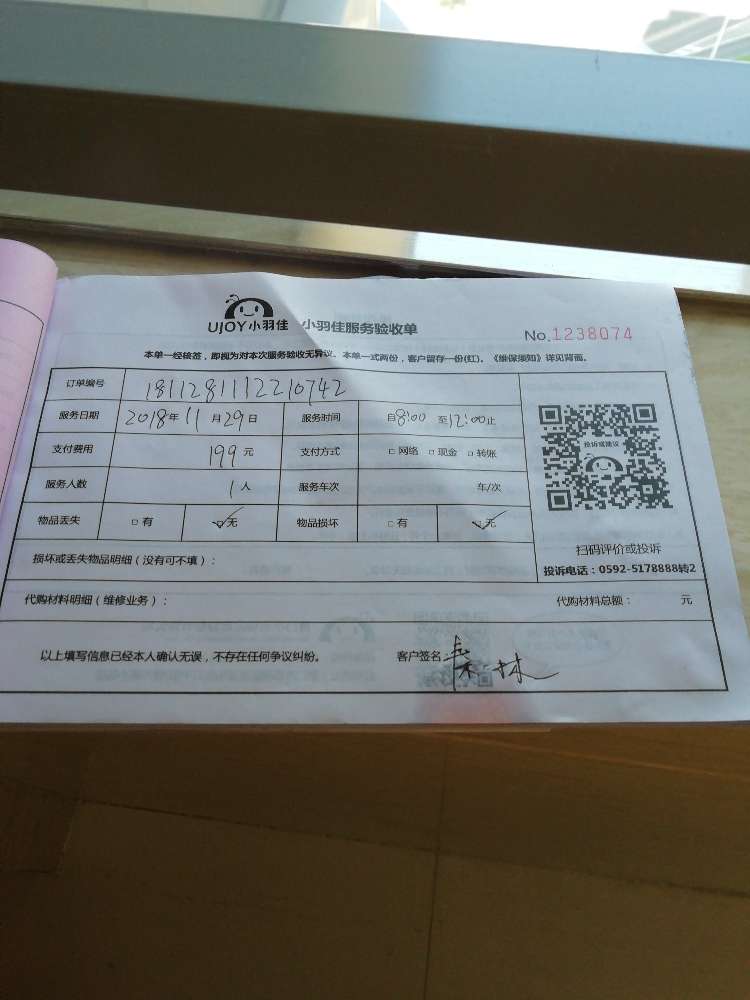 UJOY小羽佳 小羽佳服务验收单 No.1238074
本单一经核签，即视为对本次服务验收无异议。本单一式两份，客户留存一份(红)。《维保须知》详见背面。
订单编号 1811281112210742
服务日期 2018年11月29日 服务时间 自8:00至12:00止
支付费用 199元 支付方式 □网络 □现金 □转账
服务人数 1人 服务车次 车/次
物品丢失 □有 ☑无 物品损坏 □有 ☑无
投诉或建议
扫码评价或投诉
投诉电话：0592-5178888转2
损坏或丢失物品明细（没有可不填）：
代购材料明细（维修业务）： 代购材料总额： 元
以上填写信息已经本人确认无误，不存在任何争议纠纷。 客户签名：